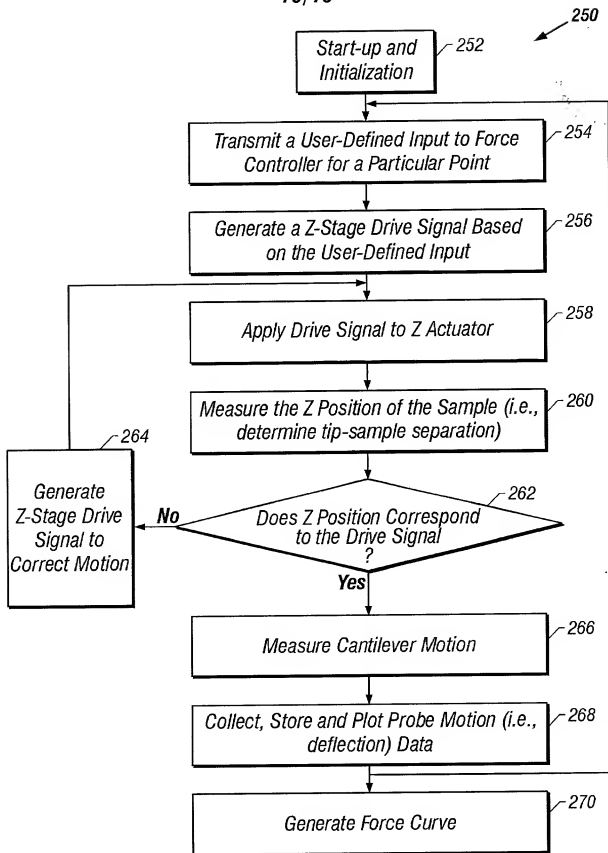 250
Start-up and
Initialization
252
Transmit a User-Defined Input to Force
Controller for a Particular Point
254
Generate a Z-Stage Drive Signal Based
on the User-Defined Input
256
Apply Drive Signal to Z Actuator
258
Measure the Z Position of the Sample (i.e.,
determine tip-sample separation)
260
264
Generate
Z-Stage Drive
Signal to
Correct Motion
No
262
Does Z Position Correspond
to the Drive Signal
?
Yes
Measure Cantilever Motion
266
Collect, Store and Plot Probe Motion (i.e.,
deflection) Data
268
Generate Force Curve
270